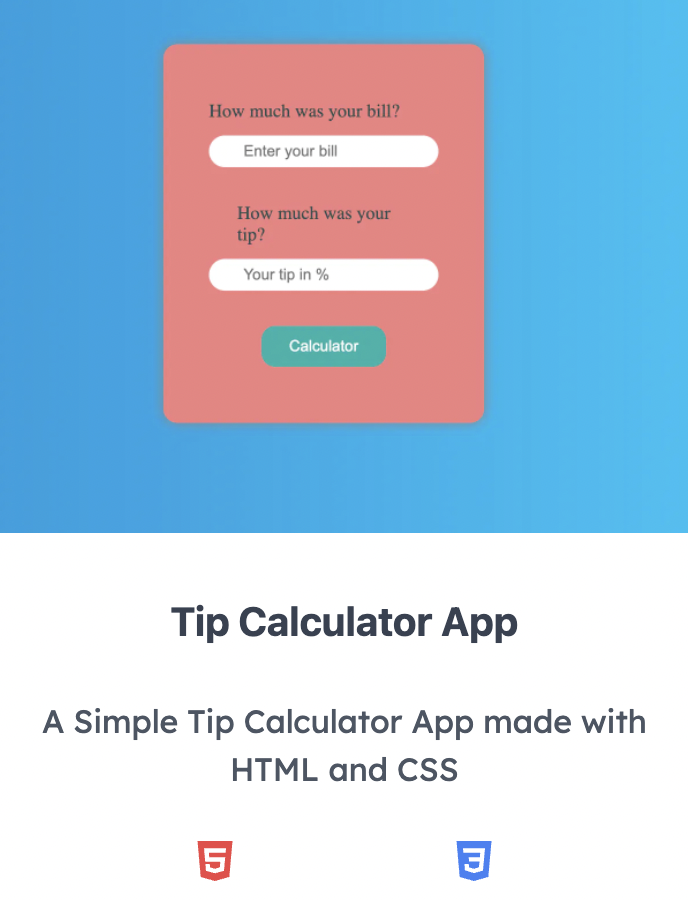 How much was your bill?
Enter your bill
How much was your
tip?
Your tip in %
Calculator
Tip Calculator App
A Simple Tip Calculator App made with
HTML and CSS
5
3